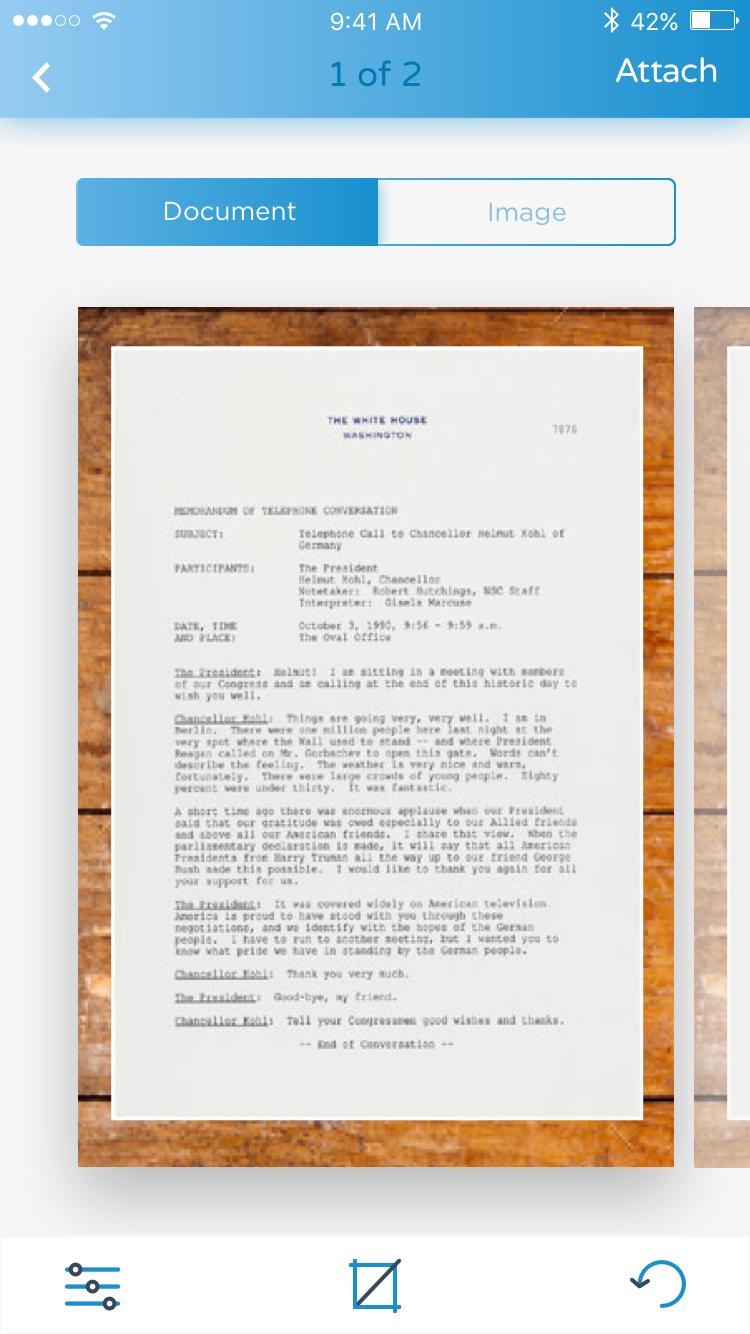 9:41 AM
42%
1 of 2
Attach
Document
Image
THE WHITE HOUSE
WASHINGTON
7876
MEMORANDUM OF TELEPHONE CONVERSATION
SUBJECT: Telephone Call to Chancellor Helmut Kohl of
Germany
PARTICIPANTS: The President
Helmut Kohl, Chancellor
Notetaker: Robert Hutchings, NSC Staff
Interpreter: Gisela Marcuse
DATE, TIME October 3, 1990, 9:56 - 9:59 a.m.
AND PLACE: The Oval Office
The President: Helmut! I am sitting in a meeting with members
of our Congress and am calling at the end of this historic day to
wish you well.
Chancellor Kohl: Things are going very, very well. I am in
Berlin. There were one million people here last night at the
very spot where the Wall used to stand -- and where President
Reagan called on Mr. Gorbachev to open this gate. Words can't
describe the feeling. The weather is very nice and warm,
fortunately. There were large crowds of young people. Eighty
percent were under thirty. It was fantastic.
A short time ago there was enormous applause when our President
said that our gratitude was owed especially to our Allied friends
and above all our American friends. I share that view. When the
parliamentary declaration is made, it will say that all American
Presidents from Harry Truman all the way up to our friend George
Bush made this possible. I would like to thank you again for all
your support for us.
The President: It was covered widely on American television.
America is proud to have stood with you through these
negotiations, and we identify with the hopes of the German
people. I have to run to another meeting, but I wanted you to
know what pride we have in standing by the German people.
Chancellor Kohl: Thank you very much.
The President: Good-bye, my friend.
Chancellor Kohl: Tell your Congressmen good wishes and thanks.
-- End of Conversation --